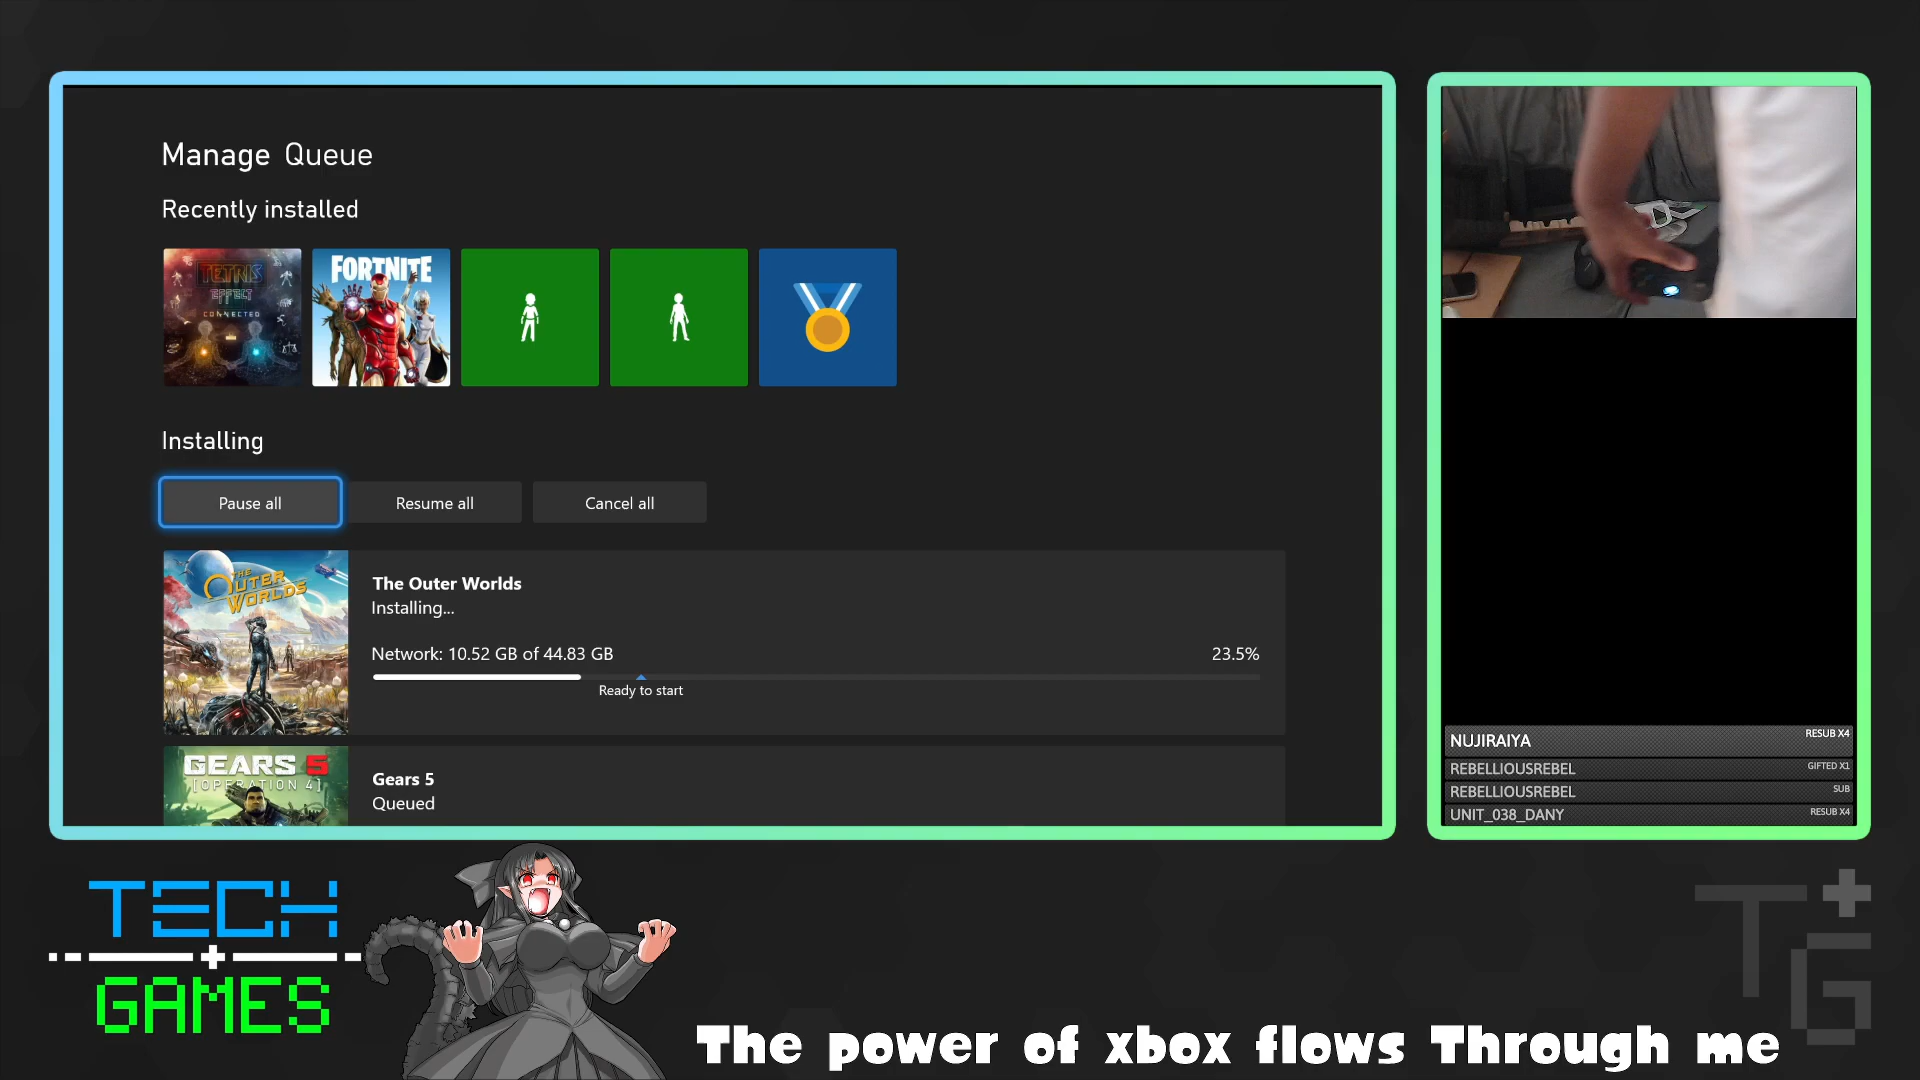 Manage Queue
Recently installed
TETRIS
EFFECT
CONNECTED
FORTNITE
Installing
Pause all
Resume all
Cancel all
THE
OUTER
WORLDS
The Outer Worlds
Installing...
Network: 10.52 GB of 44.83 GB
23.5%
Ready to start
GEARS 5
[OPERATION 4]
Gears 5
Queued
NUJIRAIYA
RESUB X4
REBELLIOUSREBEL
GIFTED X1
REBELLIOUSREBEL
SUB
UNIT_038_DANY
RESUB X4
TECH
+
GAMES
The power of xbox flows Through me
T+
G